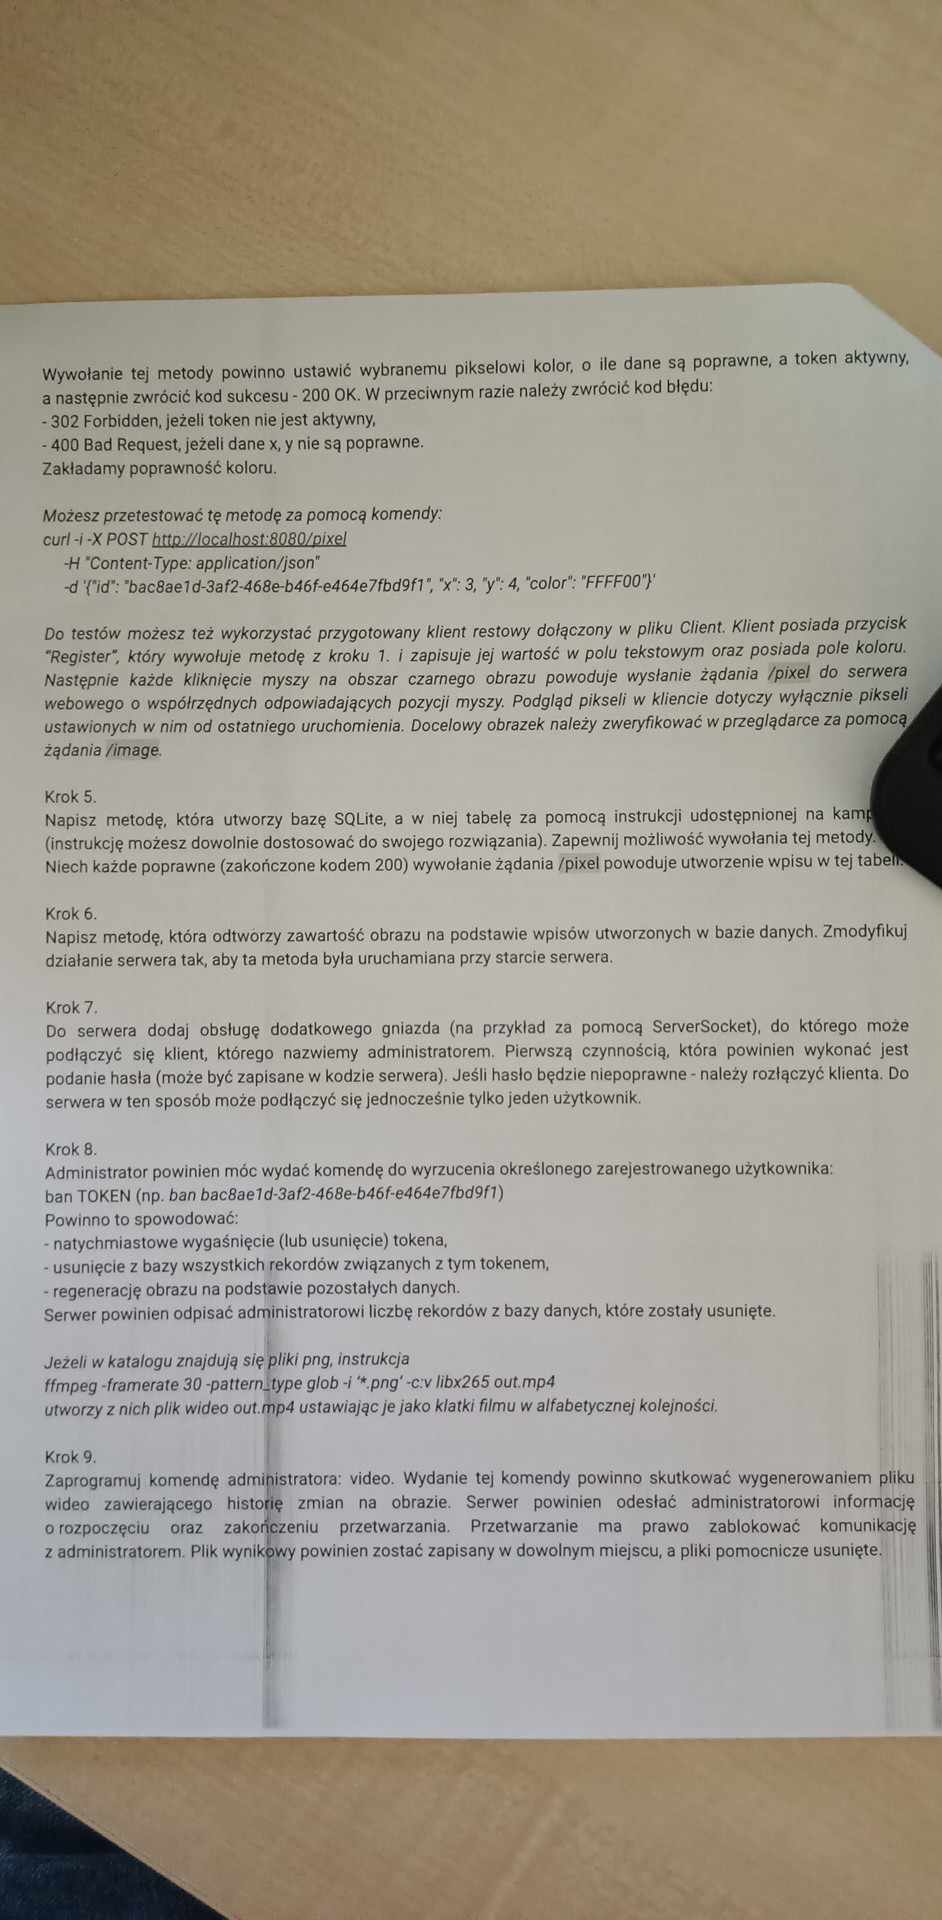 Wywołanie tej metody powinno ustawić wybranemu pikselowi kolor, o ile dane są poprawne, a token aktywny,
a następnie zwrócić kod sukcesu - 200 OK. W przeciwnym razie należy zwrócić kod błędu:
- 302 Forbidden, jeżeli token nie jest aktywny,
- 400 Bad Request, jeżeli dane x, y nie są poprawne.
Zakładamy poprawność koloru.
Możesz przetestować tę metodę za pomocą komendy:
curl -i -X POST http://localhost:8080/pixel
-H "Content-Type: application/json"
-d '{"id": "bac8ae1d-3af2-468e-b46f-e464e7fbd9f1", "x": 3, "y": 4, "color": "FFFF00"}'
Do testów możesz też wykorzystać przygotowany klient restowy dołączony w pliku Client. Klient posiada przycisk
"Register", który wywołuje metodę z kroku 1. i zapisuje jej wartość w polu tekstowym oraz posiada pole koloru.
Następnie każde kliknięcie myszy na obszar czarnego obrazu powoduje wysłanie żądania /pixel do serwera
webowego o współrzędnych odpowiadających pozycji myszy. Podgląd pikseli w kliencie dotyczy wyłącznie pikseli
ustawionych w nim od ostatniego uruchomienia. Docelowy obrazek należy zweryfikować w przeglądarce za pomocą
żądania /image.
Krok 5.
Napisz metodę, która utworzy bazę SQLite, a w niej tabelę za pomocą instrukcji udostępnionej na
(instrukcję możesz dowolnie dostosować do swojego rozwiązania). Zapewnij możliwość wywołania tej metody.
Niech każde poprawne (zakończone kodem 200) wywołanie żądania /pixel powoduje utworzenie wpisu w tej tabeli.
Krok 6.
Napisz metodę, która odtworzy zawartość obrazu na podstawie wpisów utworzonych w bazie danych. Zmodyfikuj
działanie serwera tak, aby ta metoda była uruchamiana przy starcie serwera.
Krok 7.
Do serwera dodaj obsługę dodatkowego gniazda (na przykład za pomocą ServerSocket), do którego może
podłączyć się klient, którego nazwiemy administratorem. Pierwszą czynnością, która powinien wykonać jest
podanie hasła (może być zapisane w kodzie serwera). Jeśli hasło będzie niepoprawne - należy rozłączyć klienta. Do
serwera w ten sposób może podłączyć się jednocześnie tylko jeden użytkownik.
Krok 8.
Administrator powinien móc wydać komendę do wyrzucenia określonego zarejestrowanego użytkownika:
ban TOKEN (np. ban bac8ae1d-3af2-468e-b46f-e464e7fbd9f1)
Powinno to spowodować:
- natychmiastowe wygaśnięcie (lub usunięcie) tokena,
- usunięcie z bazy wszystkich rekordów związanych z tym tokenem,
- regenerację obrazu na podstawie pozostałych danych.
Serwer powinien odpisać administratorowi liczbę rekordów z bazy danych, które zostały usunięte.
Jeżeli w katalogu znajdują się pliki png, instrukcja
ffmpeg -framerate 30 -pattern_type glob -i '*.png' -c:v libx265 out.mp4
utworzy z nich plik wideo out.mp4 ustawiając je jako klatki filmu w alfabetycznej kolejności.
Krok 9.
Zaprogramuj komendę administratora: video. Wydanie tej komendy powinno skutkować wygenerowaniem pliku
wideo zawierającego historię zmian na obrazie. Serwer powinien odesłać administratorowi informację
o rozpoczęciu oraz zakończeniu przetwarzania. Przetwarzanie ma prawo zablokować komunikację
z administratorem. Plik wynikowy powinien zostać zapisany w dowolnym miejscu, a pliki pomocnicze usunięte.